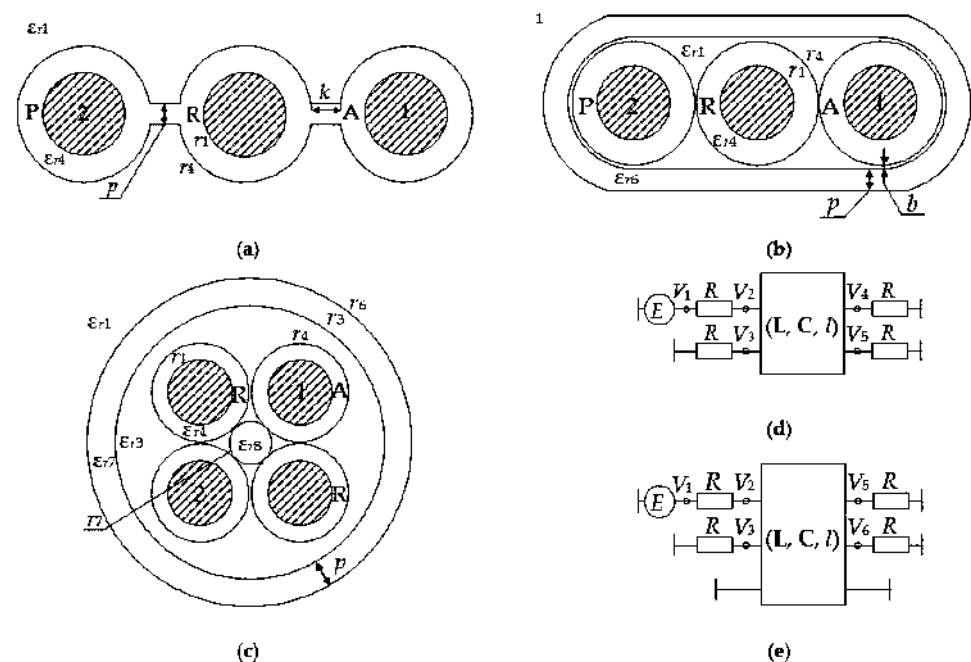 εr1
P 2 R A 1
k
r1
εr4
r4
p
(a)
1
εr1
r4
r1
P 2 R A 1
εr4
εr6
p b
(b)
r6
εr1
r3
r4
r1
R 1 A
εr3
εr4
εr8
εr7
2 R
r7
p
(c)
E V1 R V2 V4 R
(L, C, l)
R V3 V5 R
(d)
E V1 R V2 V5 R
R V3 (L, C, l) V6 R
(e)